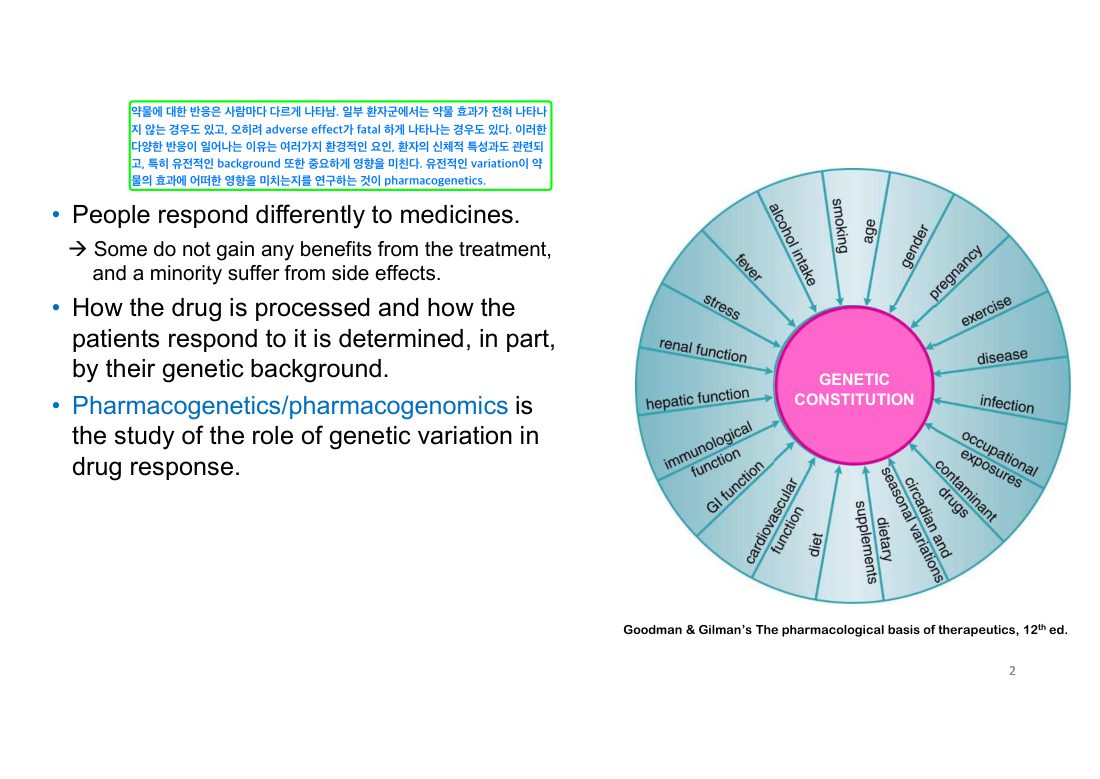 약물에 대한 반응은 사람마다 다르게 나타남. 일부 환자군에서는 약물 효과가 전혀 나타나
지 않는 경우도 있고, 오히려 adverse effect가 fatal 하게 나타나는 경우도 있다. 이러한
다양한 반응이 일어나는 이유는 여러가지 환경적인 요인, 환자의 신체적 특성과도 관련되
고, 특히 유전적인 background 또한 중요하게 영향을 미친다. 유전적인 variation이 약
물의 효과에 어떠한 영향을 미치는지를 연구하는 것이 pharmacogenetics.
• People respond differently to medicines.
→ Some do not gain any benefits from the treatment,
and a minority suffer from side effects.
• How the drug is processed and how the
patients respond to it is determined, in part,
by their genetic background.
• Pharmacogenetics/pharmacogenomics is
the study of the role of genetic variation in
drug response.
GENETIC
CONSTITUTION
age
gender
pregnancy
exercise
disease
infection
occupational
exposures
contaminant
drugs
circadian and
seasonal variations
dietary
supplements
diet
cardiovascular
function
GI function
immunological
function
hepatic function
renal function
stress
fever
alcohol intake
smoking
Goodman & Gilman's The pharmacological basis of therapeutics, 12th ed.
2